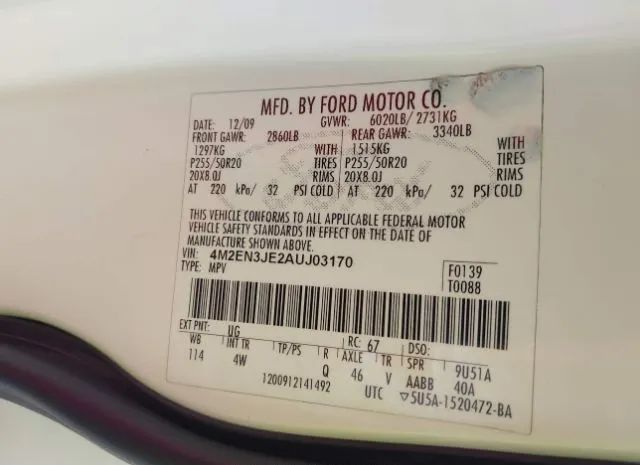 MFD. BY FORD MOTOR CO.
DATE: 12/09 GVWR: 6020LB/ 2731KG
FRONT GAWR: 2860LB REAR GAWR: 3340LB
1297KG WITH 1515KG WITH
P255/50R20 TIRES P255/50R20 TIRES
20X8.0J RIMS 20X8.0J RIMS
AT 220 kPa/ 32 PSI COLD AT 220 kPa/ 32 PSI COLD
THIS VEHICLE CONFORMS TO ALL APPLICABLE FEDERAL MOTOR
VEHICLE SAFETY STANDARDS IN EFFECT ON THE DATE OF
MANUFACTURE SHOWN ABOVE.
VIN: 4M2EN3JE2AUJ03170 F0139
TYPE: MPV T0088
EXT PNT: UG RC: 67 DSO:
WB INT TR TP/PS R AXLE TR SPR 9U51A
114 4W Q 46 V AABB 40A
1200912141492 UTC ▽5U5A-1520472-BA